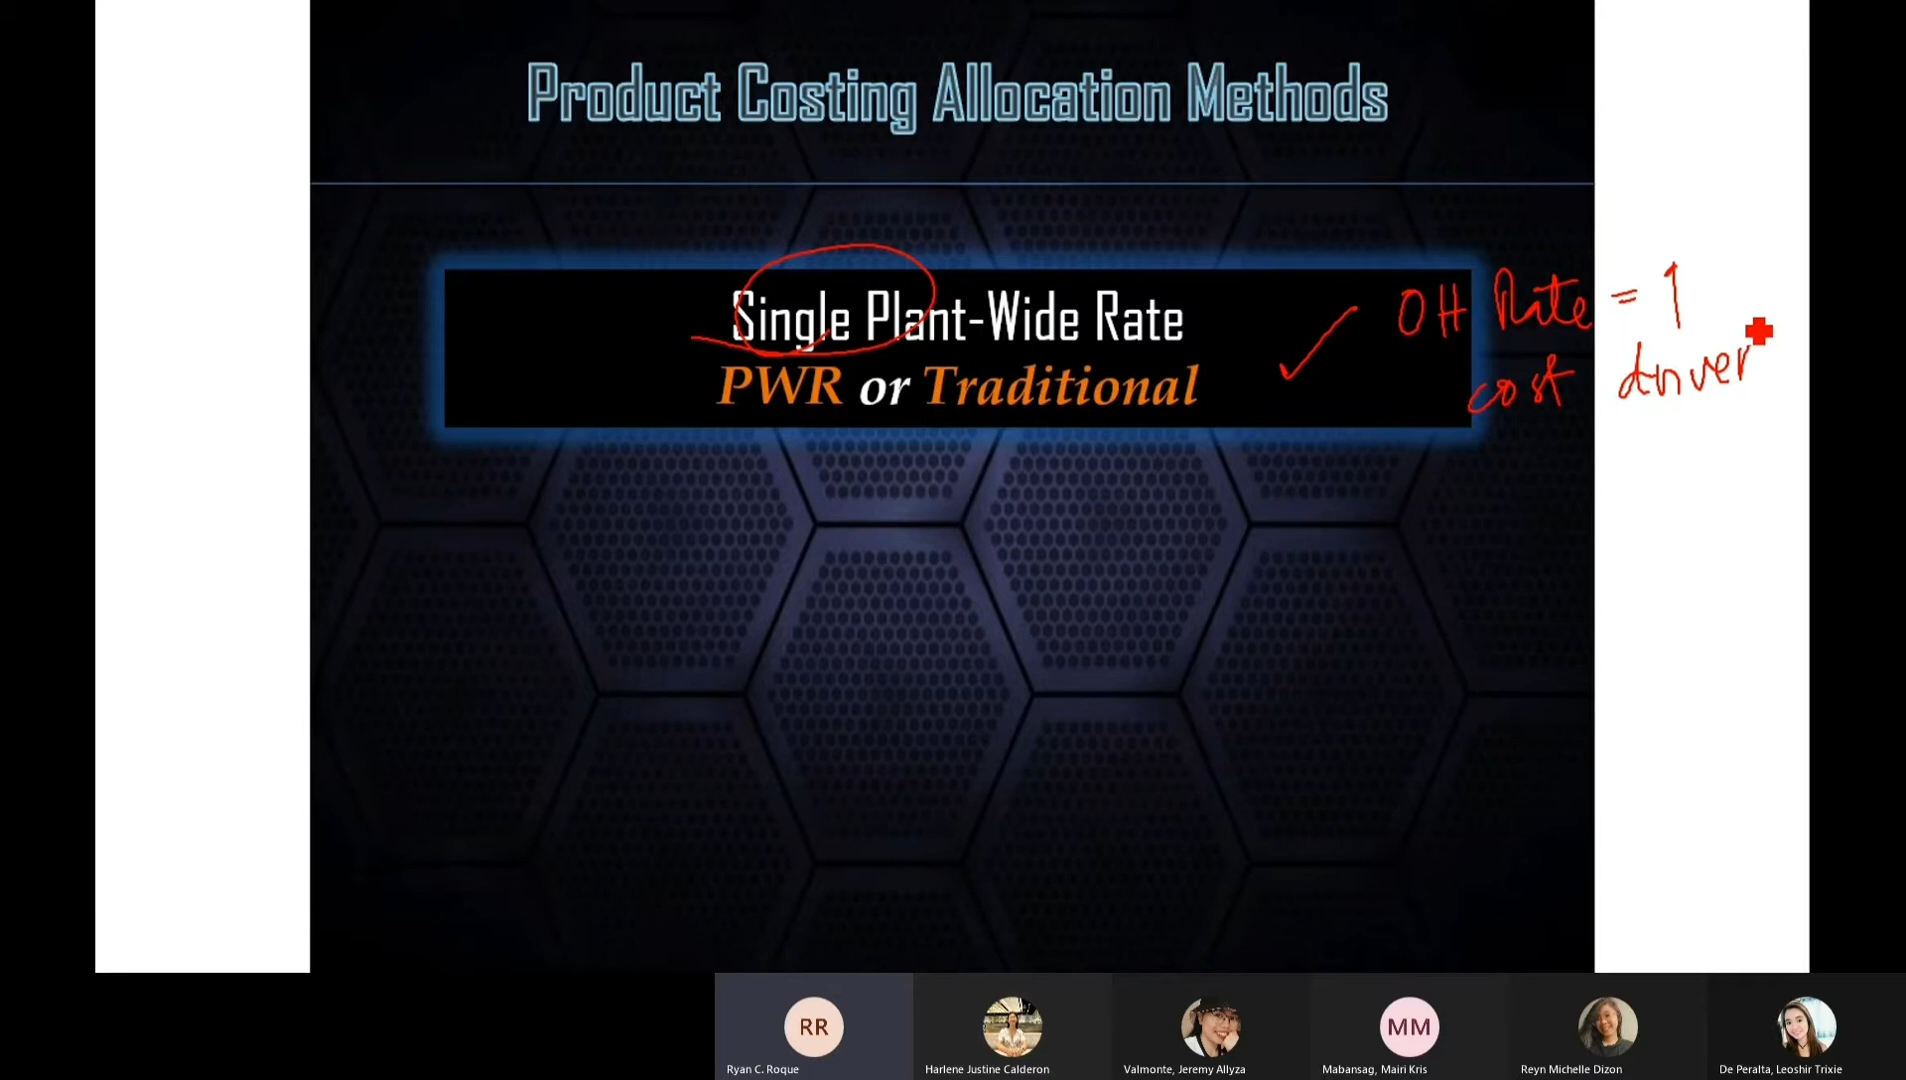 Product Costing Allocation Methods
Single Plant-Wide Rate
PWR or Traditional
OH Rate = 1
cost driver
RR
MM
Ryan C. Roque
Harlene Justine Calderon
Valmonte, Jeremy Allyza
Mabansag, Mairi Kris
Reyn Michelle Dizon
De Peralta, Leoshir Trixie